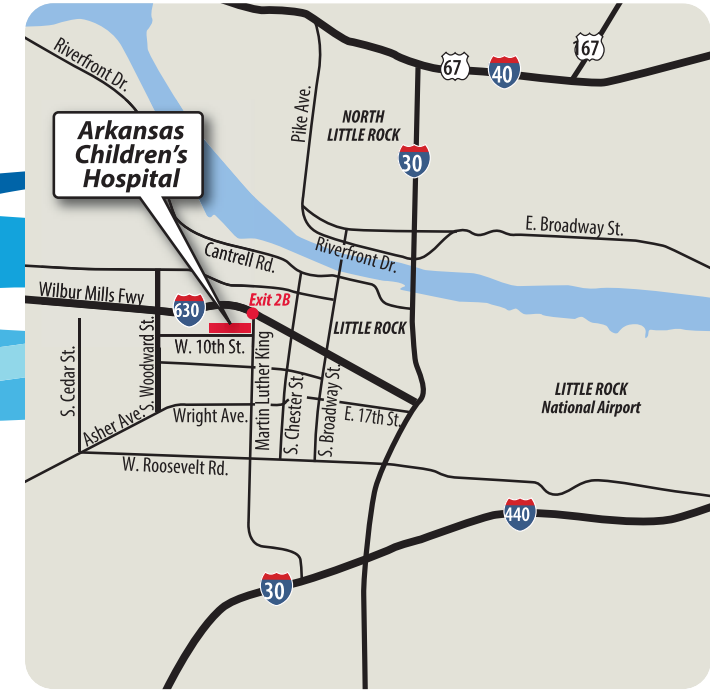 167
67
40
Riverfront Dr.
Pike Ave.
NORTH
LITTLE ROCK
Arkansas
Children's
Hospital
30
E. Broadway St.
Riverfront Dr.
Cantrell Rd.
Wilbur Mills Fwy
630
Exit 2B
LITTLE ROCK
W. 10th St.
S. Cedar St.
S. Woodward St.
Martin Luther King
S. Chester St.
S. Broadway St.
LITTLE ROCK
National Airport
Asher Ave.
Wright Ave.
E. 17th St.
W. Roosevelt Rd.
440
30